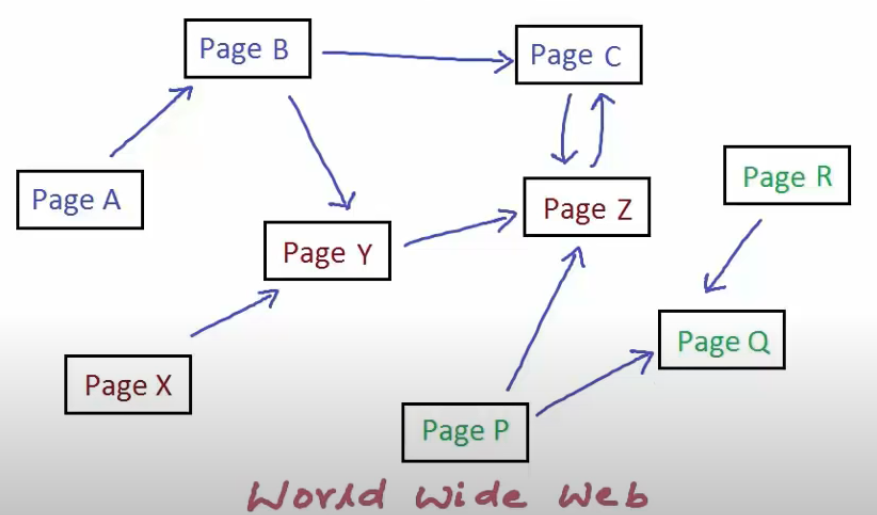 Page B
Page C
Page A
Page R
Page Z
Page Y
Page Q
Page X
Page P
World Wide Web